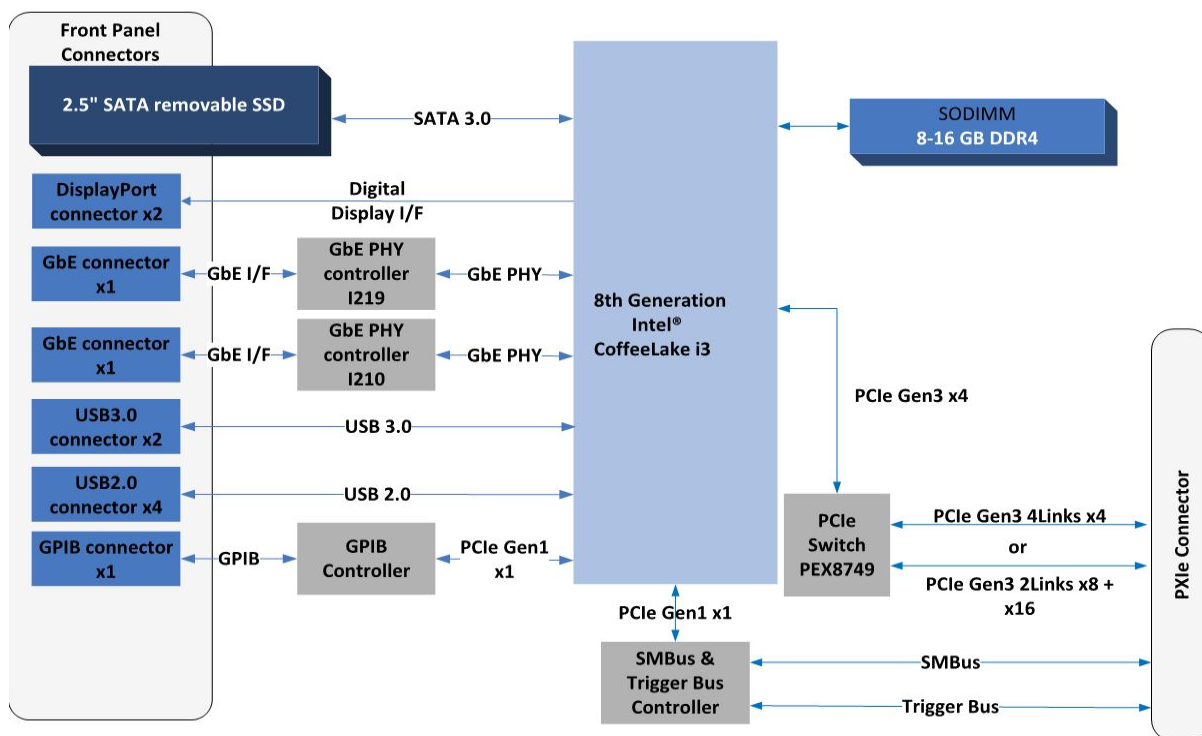 Front Panel
Connectors
2.5" SATA removable SSD
SATA 3.0
SODIMM
8-16 GB DDR4
DisplayPort
connector x2
Digital
Display I/F
GbE connector
x1
GbE I/F
GbE PHY
controller
I219
GbE PHY
8th Generation
Intel®
CoffeeLake i3
GbE connector
x1
GbE I/F
GbE PHY
controller
I210
GbE PHY
PCIe Gen3 x4
USB3.0
connector x2
USB 3.0
USB2.0
connector x4
USB 2.0
GPIB connector
x1
GPIB
GPIB
Controller
PCIe Gen1
x1
PCIe
Switch
PEX8749
PCIe Gen3 4Links x4
or
PCIe Gen3 2Links x8 +
x16
PXIe Connector
PCIe Gen1 x1
SMBus &
Trigger Bus
Controller
SMBus
Trigger Bus